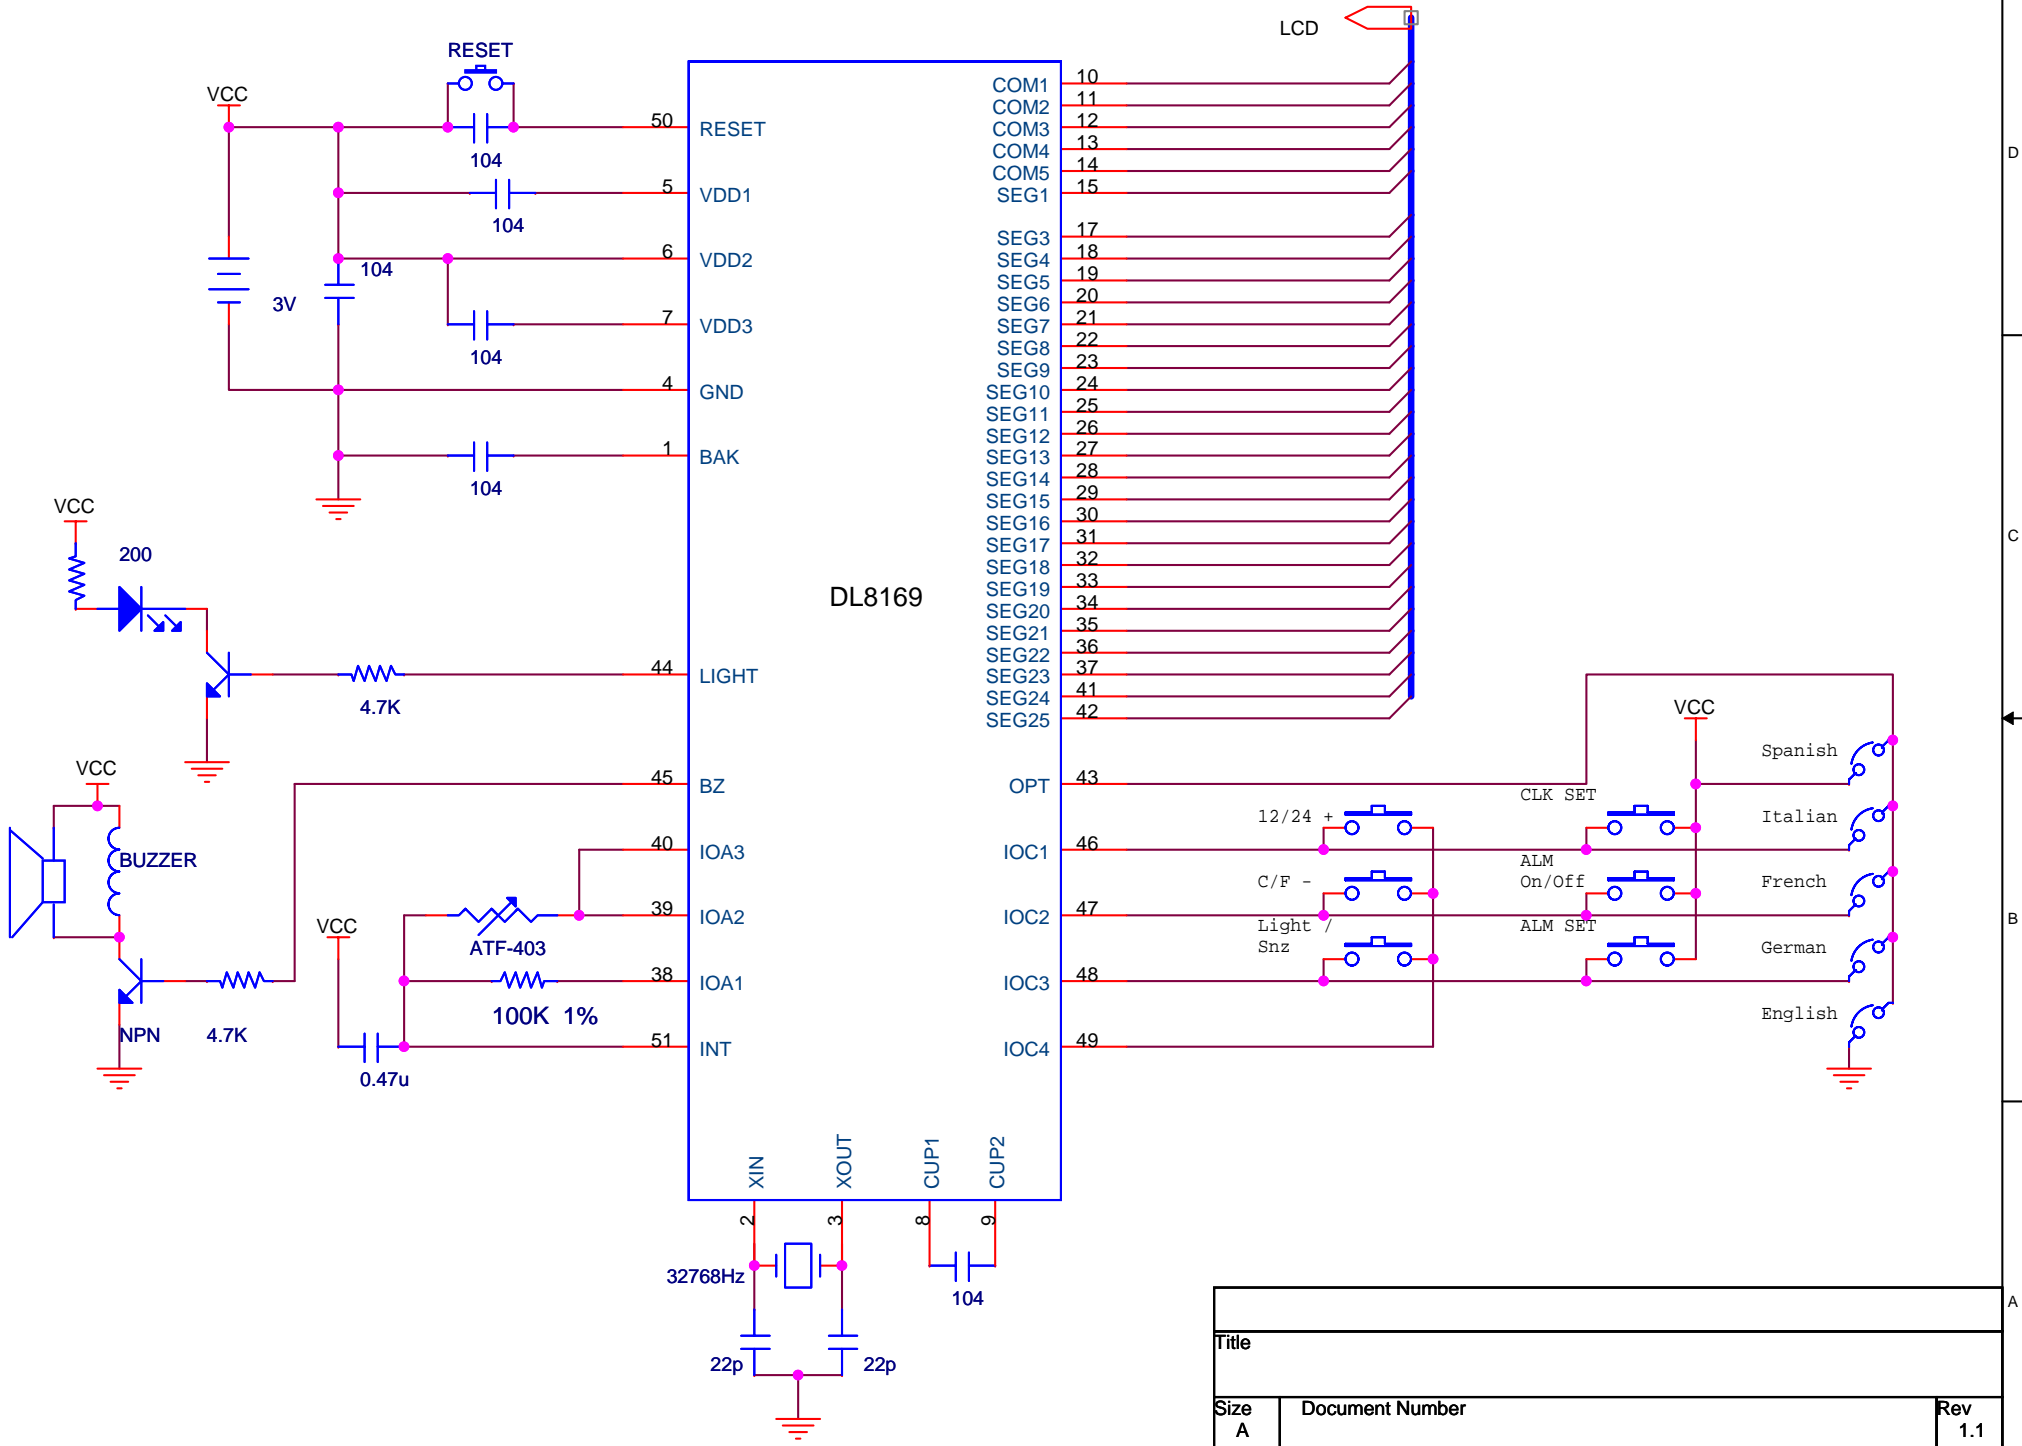 LCD
RESET
VCC
50 RESET
104
5 VDD1
104
6 VDD2
104
3V
7 VDD3
104
4 GND
1 BAK
104
VCC
200
DL8169
44 LIGHT
4.7K
VCC
45 BZ
BUZZER
40 IOA3
39 IOA2
VCC
ATF-403
38 IOA1
100K 1%
NPN
4.7K
51 INT
0.47u
COM1 10
COM2 11
COM3 12
COM4 13
COM5 14
SEG1 15
SEG3 17
SEG4 18
SEG5 19
SEG6 20
SEG7 21
SEG8 22
SEG9 23
SEG10 24
SEG11 25
SEG12 26
SEG13 27
SEG14 28
SEG15 29
SEG16 30
SEG17 31
SEG18 32
SEG19 33
SEG20 34
SEG21 35
SEG22 36
SEG23 37
SEG24 41
SEG25 42
OPT 43
IOC1 46
IOC2 47
IOC3 48
IOC4 49
VCC
12/24 +
CLK SET
C/F -
ALM
On/Off
Light /
Snz
ALM SET
Spanish
Italian
French
German
English
XIN
XOUT
CUP1
CUP2
2
3
8
9
32768Hz
104
22p
22p
D
C
B
A
Title
Size
A
Document Number
Rev
1.1